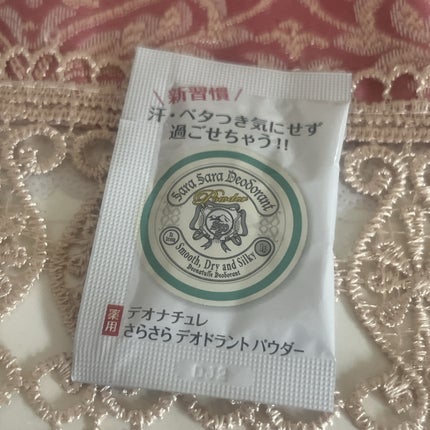 \ 新習慣 /
汗・ベタつき気にせず
過ごせちゃう!!
Sara Sara Deodorant
Powder
Smooth, Dry and Silky
Deonatulle Deodorant
薬用
デオナチュレ
さらさら デオドラント パウダー